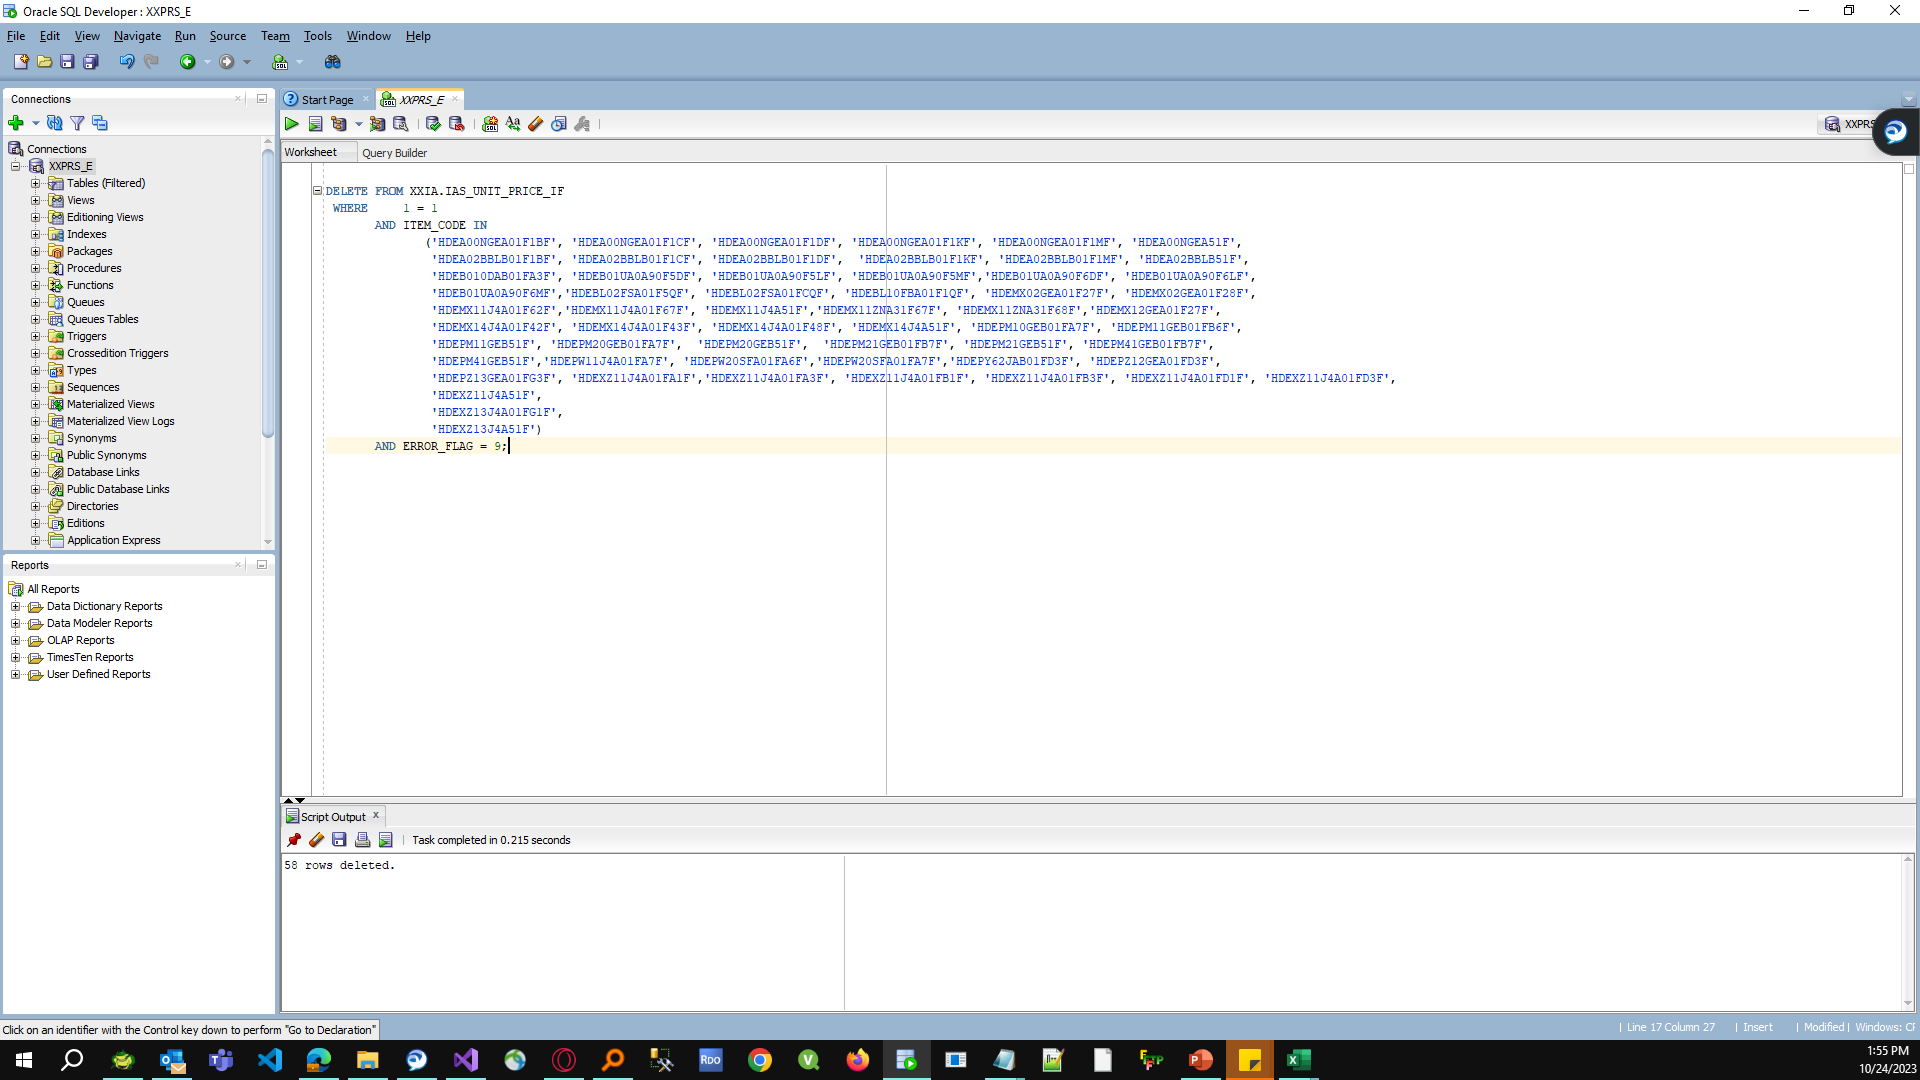 Oracle SQL Developer : XXPRS_E
File Edit View Navigate Run Source Team Tools Window Help
Connections
Start Page
XXPRS_E
XXPRS
Worksheet
Query Builder
Connections
XXPRS_E
Tables (Filtered)
Views
Editioning Views
Indexes
Packages
Procedures
Functions
Queues
Queues Tables
Triggers
Crossedition Triggers
Types
Sequences
Materialized Views
Materialized View Logs
Synonyms
Public Synonyms
Database Links
Public Database Links
Directories
Editions
Application Express
DELETE FROM XXIA.IAS_UNIT_PRICE_IF
WHERE 1 = 1
AND ITEM_CODE IN
('HDEA00NGEA01F1BF', 'HDEA00NGEA01F1CF', 'HDEA00NGEA01F1DF', 'HDEA00NGEA01F1KF', 'HDEA00NGEA01F1MF', 'HDEA00NGEA51F',
'HDEA02BBLB01F1BF', 'HDEA02BBLB01F1CF', 'HDEA02BBLB01F1DF', 'HDEA02BBLB01F1KF', 'HDEA02BBLB01F1MF', 'HDEA02BBLB51F',
'HDEB010DAB01FA3F', 'HDEB01UA0A90F5DF', 'HDEB01UA0A90F5LF', 'HDEB01UA0A90F5MF','HDEB01UA0A90F6DF', 'HDEB01UA0A90F6LF',
'HDEB01UA0A90F6MF','HDEBL02FSA01F5QF', 'HDEBL02FSA01FCQF', 'HDEBL10FBA01F1QF', 'HDEMX02GEA01F27F', 'HDEMX02GEA01F28F',
'HDEMX11J4A01F62F','HDEMX11J4A01F67F', 'HDEMX11J4A51F','HDEMX11ZNA31F67F', 'HDEMX11ZNA31F68F','HDEMX12GEA01F27F',
'HDEMX14J4A01F42F', 'HDEMX14J4A01F43F', 'HDEMX14J4A01F48F', 'HDEMX14J4A51F', 'HDEPM10GEB01FA7F', 'HDEPM11GEB01FB6F',
'HDEPM11GEB51F', 'HDEPM20GEB01FA7F', 'HDEPM20GEB51F', 'HDEPM21GEB01FB7F', 'HDEPM21GEB51F', 'HDEPM41GEB01FB7F',
'HDEPM41GEB51F','HDEPW11J4A01FA7F', 'HDEPW20SFA01FA6F','HDEPW20SFA01FA7F','HDEPY62JAB01FD3F', 'HDEPZ12GEA01FD3F',
'HDEPZ13GEA01FG3F', 'HDEXZ11J4A01FA1F','HDEXZ11J4A01FA3F', 'HDEXZ11J4A01FB1F', 'HDEXZ11J4A01FB3F', 'HDEXZ11J4A01FD1F', 'HDEXZ11J4A01FD3F',
'HDEXZ11J4A51F',
'HDEXZ13J4A01FG1F',
'HDEXZ13J4A51F')
AND ERROR_FLAG = 9;
Reports
All Reports
Data Dictionary Reports
Data Modeler Reports
OLAP Reports
TimesTen Reports
User Defined Reports
Script Output
Task completed in 0.215 seconds
58 rows deleted.
Click on an identifier with the Control key down to perform "Go to Declaration"
Line 17 Column 27 | Insert | Modified | Windows: CF
1:55 PM
10/24/2023